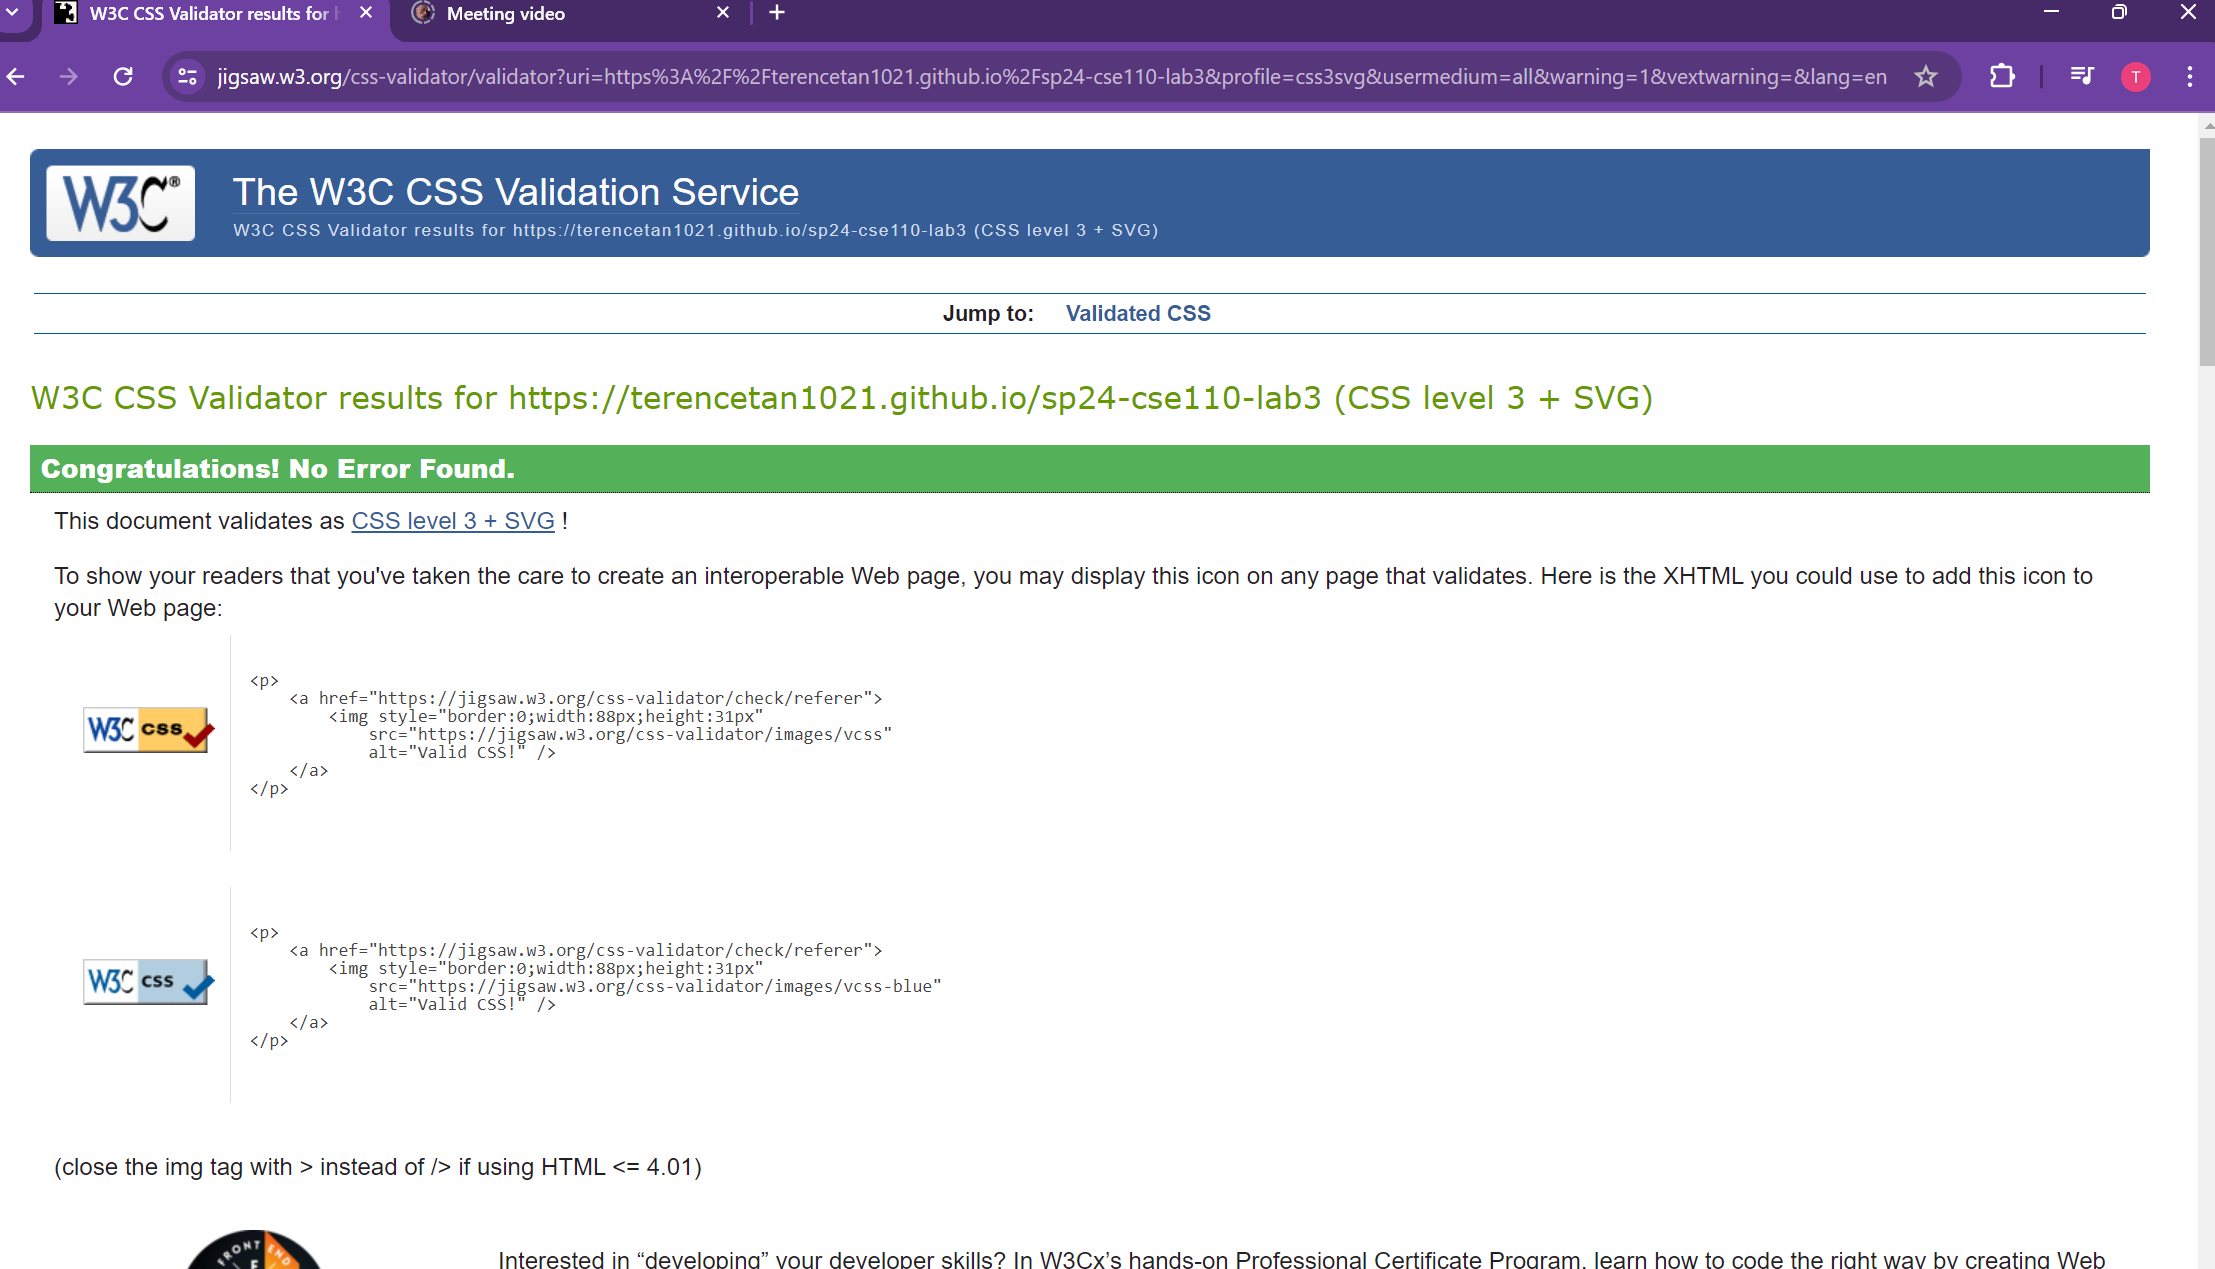 W3C CSS Validator results for
Meeting video
jigsaw.w3.org/css-validator/validator?uri=https%3A%2F%2Fterencetan1021.github.io%2Fsp24-cse110-lab3&profile=css3svg&usermedium=all&warning=1&vextwarning=&lang=en
T
W3C®
The W3C CSS Validation Service
W3C CSS Validator results for https://terencetan1021.github.io/sp24-cse110-lab3 (CSS level 3 + SVG)
Jump to: Validated CSS
W3C CSS Validator results for https://terencetan1021.github.io/sp24-cse110-lab3 (CSS level 3 + SVG)
Congratulations! No Error Found.
This document validates as CSS level 3 + SVG !
To show your readers that you've taken the care to create an interoperable Web page, you may display this icon on any page that validates. Here is the XHTML you could use to add this icon to
your Web page:
W3C css
<p>
<a href="https://jigsaw.w3.org/css-validator/check/referer">
<img style="border:0;width:88px;height:31px"
src="https://jigsaw.w3.org/css-validator/images/vcss"
alt="Valid CSS!" />
</a>
</p>
W3C css
<p>
<a href="https://jigsaw.w3.org/css-validator/check/referer">
<img style="border:0;width:88px;height:31px"
src="https://jigsaw.w3.org/css-validator/images/vcss-blue"
alt="Valid CSS!" />
</a>
</p>
(close the img tag with > instead of /> if using HTML <= 4.01)
FRONT END
Interested in “developing” your developer skills? In W3Cx’s hands-on Professional Certificate Program, learn how to code the right way by creating Web